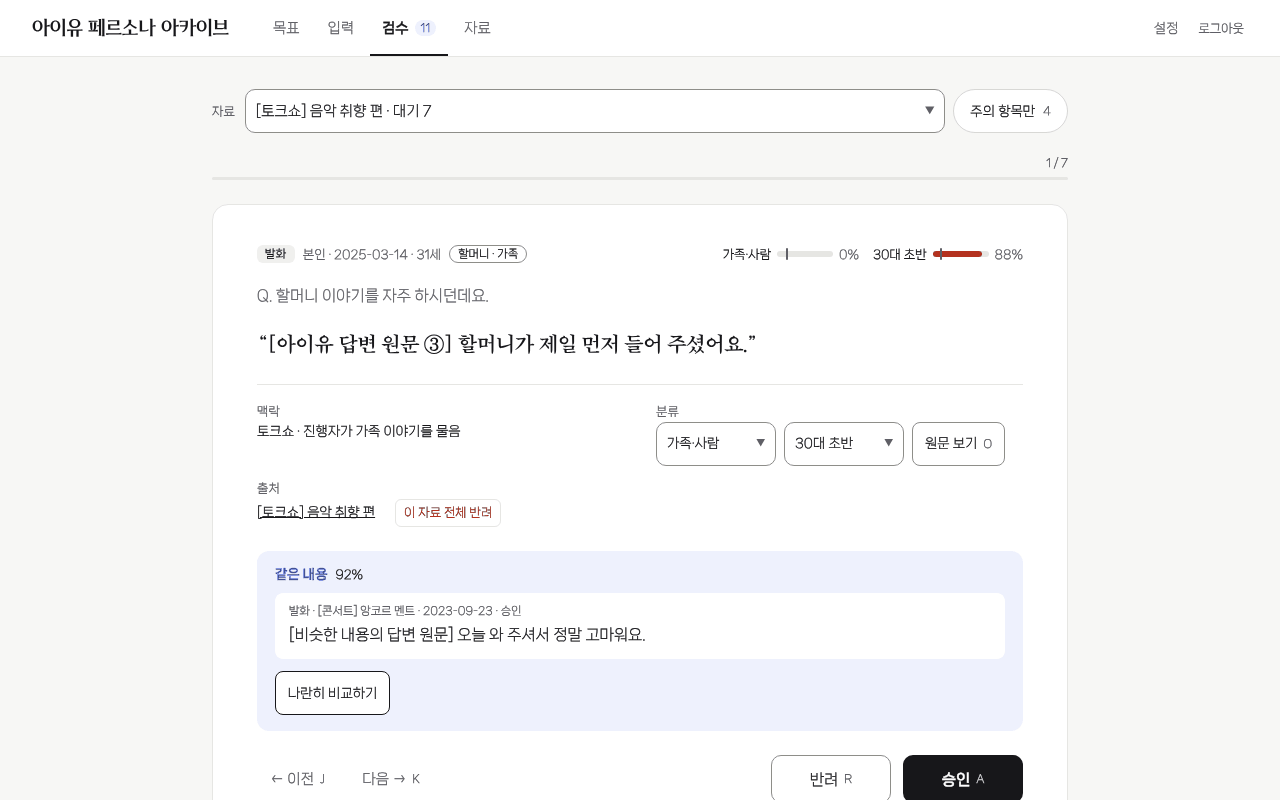 아이유 페르소나 아카이브 목표 입력 검수 11 자료 설정 로그아웃
자료 [토크쇼] 음악 취향 편 · 대기 7 ▼ 주의 항목만 4
1 / 7
발화 본인 · 2025-03-14 · 31세 할머니 · 가족 가족·사람 0% 30대 초반 88%
Q. 할머니 이야기를 자주 하시던데요.
“[아이유 답변 원문 ③] 할머니가 제일 먼저 들어 주셨어요.”
맥락 분류
토크쇼 · 진행자가 가족 이야기를 물음
가족·사람 ▼ 30대 초반 ▼ 원문 보기 O
출처
[토크쇼] 음악 취향 편 이 자료 전체 반려
같은 내용 92%
발화 · [콘서트] 앙코르 멘트 · 2023-09-23 · 승인
[비슷한 내용의 답변 원문] 오늘 와 주셔서 정말 고마워요.
나란히 비교하기
← 이전 J 다음 → K 반려 R 승인 A